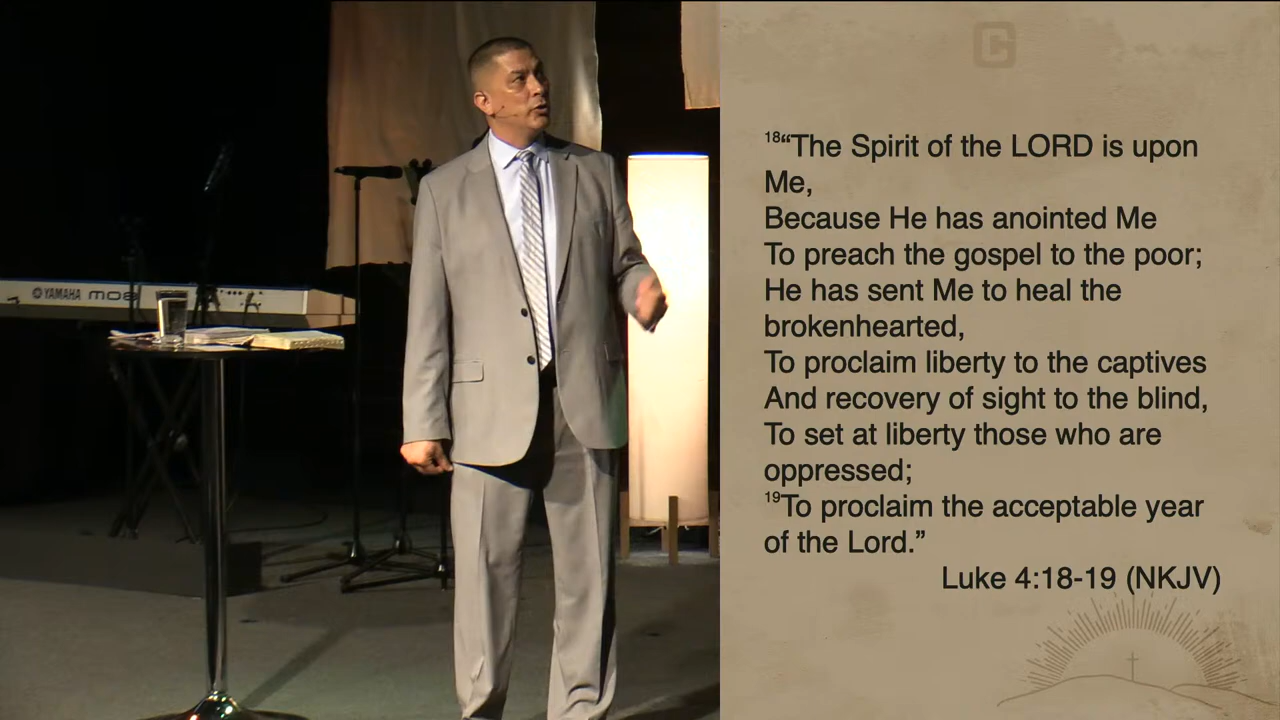 G
18“The Spirit of the LORD is upon
Me,
Because He has anointed Me
To preach the gospel to the poor;
He has sent Me to heal the
brokenhearted,
To proclaim liberty to the captives
And recovery of sight to the blind,
To set at liberty those who are
oppressed;
19To proclaim the acceptable year
of the Lord.”
Luke 4:18-19 (NKJV)
YAMAHA